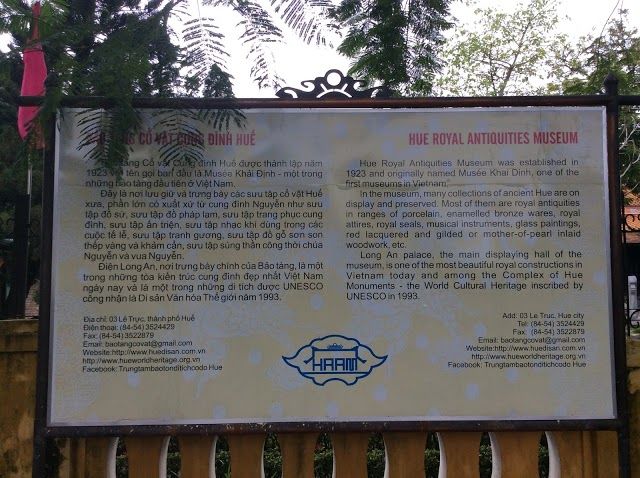 CỔ VẬT CUNG ĐÌNH HUẾ
tàng Cổ vật Cung đình Huế được thành lập năm
1923 với tên gọi ban đầu là Musée Khải Định - một trong
những bảo tàng đầu tiên ở Việt Nam.
Đây là nơi lưu giữ và trưng bày các sưu tập cổ vật Huế
xưa, phần lớn có xuất xứ từ cung đình Nguyễn như sưu
tập đồ sứ, sưu tập đồ pháp lam, sưu tập trang phục cung
đình, sưu tập ấn triện, sưu tập nhạc khí dùng trong các
cuộc tế lễ, sưu tập tranh gương, sưu tập đồ gỗ sơn son
thếp vàng và khảm cẩn, sưu tập súng thần công thời chúa
Nguyễn và vua Nguyễn.
Điện Long An, nơi trưng bày chính của Bảo tàng, là một
trong những tòa kiến trúc cung đình đẹp nhất Việt Nam
ngày nay và là một trong những di tích được UNESCO
công nhận là Di sản Văn hóa Thế giới năm 1993.
Địa chỉ: 03 Lê Trực, thành phố Huế
Điện thoại: (84-54) 3524429
Fax: (84-54) 3522879
Email: baotangcovat@gmail.com
Website:http://www.huedisan.com.vn
http://www.hueworldheritage.org.vn
Facebook: Trungtambaotonditichcodo Hue
HUE ROYAL ANTIQUITIES MUSEUM
Hue Royal Antiquities Museum was established in
1923 and originally named Musée Khai Dinh, one of the
first museums in Vietnam.
In the museum, many collections of ancient Hue are on
display and preserved. Most of them are royal antiquities
in ranges of porcelain, enamelled bronze wares, royal
attires, royal seals, musical instruments, glass paintings,
red lacquered and gilded or mother-of-pearl inlaid
woodwork, etc.
Long An palace, the main displaying hall of the
museum, is one of the most beautiful royal constructions in
Vietnam today and among the Complex of Hue
Monuments - the World Cultural Heritage inscribed by
UNESCO in 1993.
Add: 03 Le Truc, Hue city
Tel: (84-54) 3524429
Fax: (84-54) 3522879
Email: baotangcovat@gmail.com
Website:http://www.huedisan.com.vn
http://www.hueworldheritage.org.vn
Facebook: Trungtambaotonditichcodo Hue